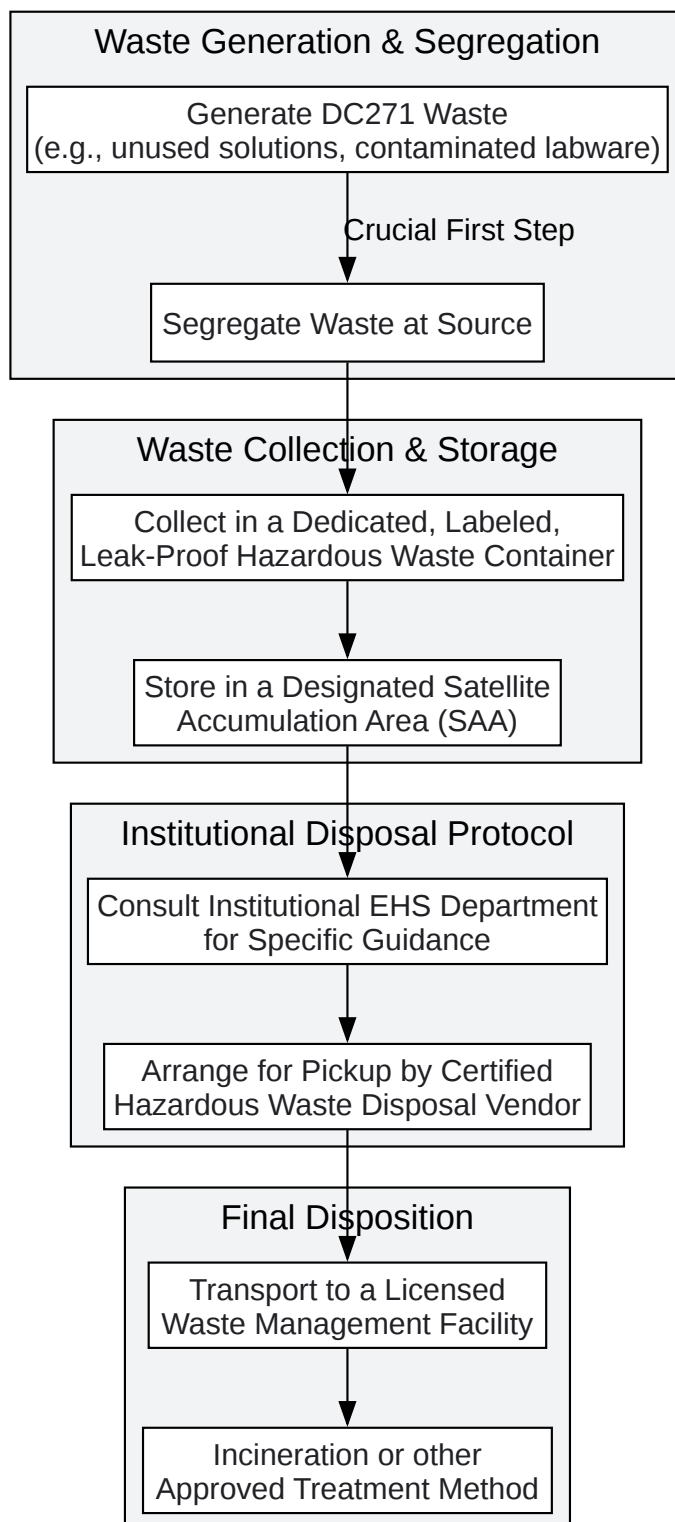 Waste Generation & Segregation
Generate DC271 Waste
(e.g., unused solutions, contaminated labware)
Crucial First Step
Segregate Waste at Source
Waste Collection & Storage
Collect in a Dedicated, Labeled,
Leak-Proof Hazardous Waste Container
Store in a Designated Satellite
Accumulation Area (SAA)
Institutional Disposal Protocol
Consult Institutional EHS Department
for Specific Guidance
Arrange for Pickup by Certified
Hazardous Waste Disposal Vendor
Final Disposition
Transport to a Licensed
Waste Management Facility
Incineration or other
Approved Treatment Method